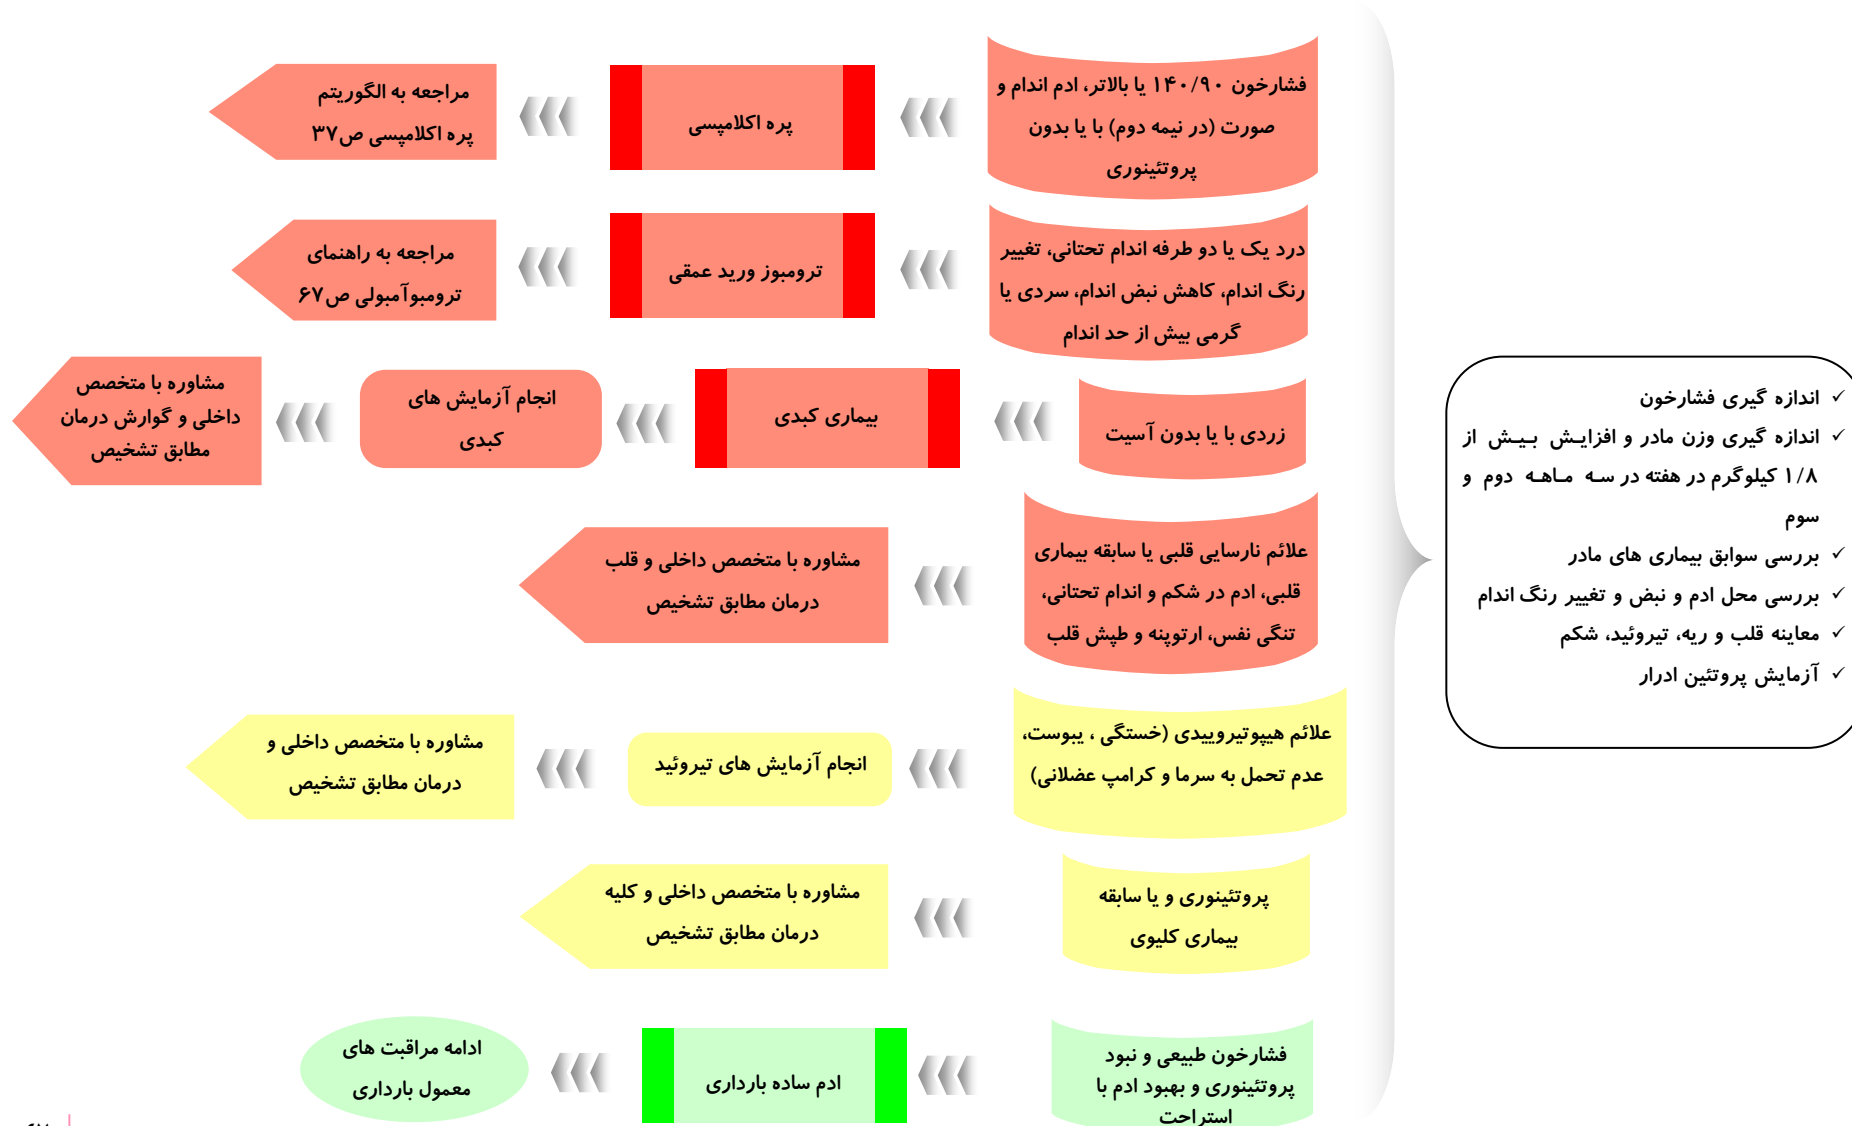 اندازه گیری فشارخون
اندازه گیری وزن مادر و افزایش بیش از
۱/۸ کیلوگرم در هفته در سه ماهه دوم و
سوم
بررسی سوابق بیماری های مادر
بررسی محل ادم و نبض و تغییر رنگ اندام
معاینه قلب و ریه، تیروئید، شکم
آزمایش پروتئین ادرار
فشارخون ۱۴۰/۹۰ یا بالاتر، ادم اندام و
صورت (در نیمه دوم) با یا بدون
پروتئینوری
پره اکلامپسی
مراجعه به الگوریتم
پره اکلامپسی ص۳۷
درد یک یا دو طرفه اندام تحتانی، تغییر
رنگ اندام، کاهش نبض اندام، سردی یا
گرمی بیش از حد اندام
ترومبوز ورید عمقی
مراجعه به راهنمای
ترومبوآمبولی ص۶۷
زردی با یا بدون آسیت
بیماری کبدی
انجام آزمایش های
کبدی
مشاوره با متخصص
داخلی و گوارش درمان
مطابق تشخیص
علائم نارسایی قلبی یا سابقه بیماری
قلبی، ادم در شکم و اندام تحتانی،
تنگی نفس، ارتوپنه و طپش قلب
مشاوره با متخصص داخلی و قلب
درمان مطابق تشخیص
علائم هیپوتیروییدی (خستگی ، یبوست،
عدم تحمل به سرما و کرامپ عضلانی)
انجام آزمایش های تیروئید
مشاوره با متخصص داخلی و
درمان مطابق تشخیص
پروتئینوری و یا سابقه
بیماری کلیوی
مشاوره با متخصص داخلی و کلیه
درمان مطابق تشخیص
فشارخون طبیعی و نبود
پروتئینوری و بهبود ادم با
استراحت
ادم ساده بارداری
ادامه مراقبت های
معمول بارداری